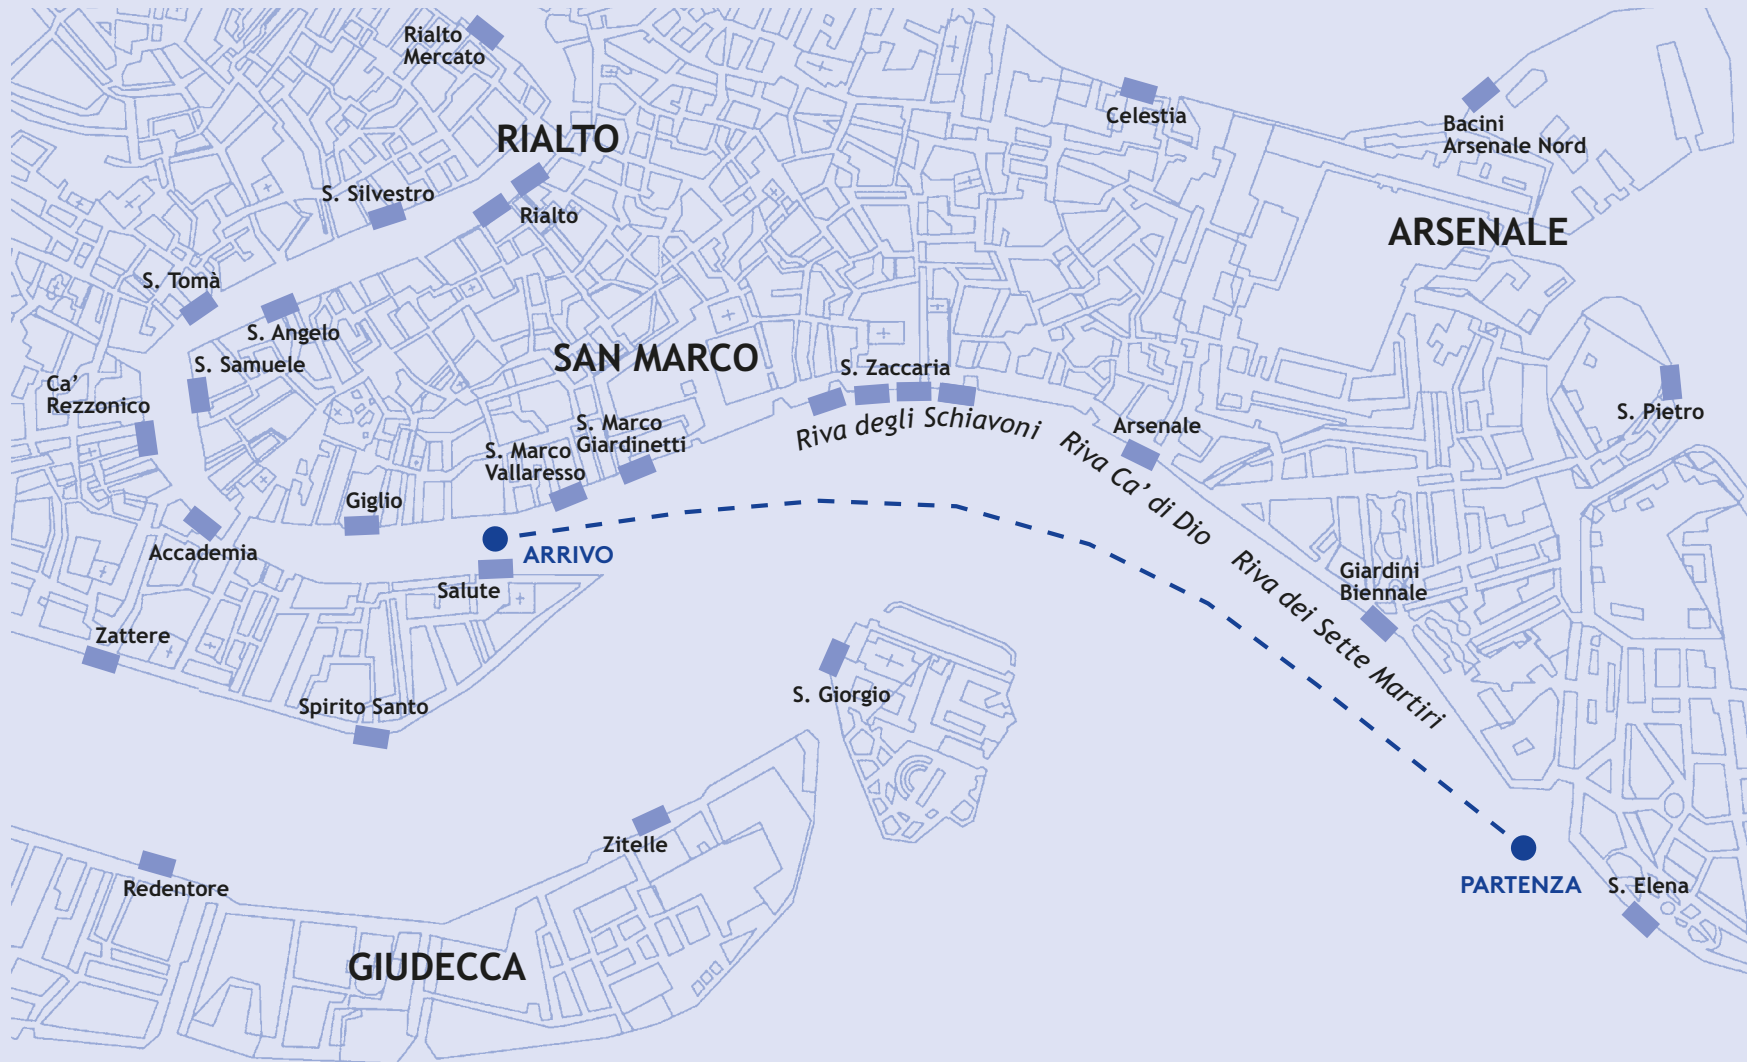 Rialto
Mercato
RIALTO
Celestia
Bacini
Arsenale Nord
S. Silvestro
Rialto
ARSENALE
S. Tomà
S. Angelo
S. Samuele
SAN MARCO
S. Zaccaria
Ca’
Rezzonico
S. Pietro
Riva degli Schiavoni
Arsenale
S. Marco
Giardinetti
S. Marco
Vallaresso
Riva Ca’ di Dio
Giglio
Accademia
ARRIVO
Salute
Giardini
Biennale
Riva dei Sette Martiri
Zattere
S. Giorgio
Spirito Santo
Zitelle
Redentore
PARTENZA
S. Elena
GIUDECCA